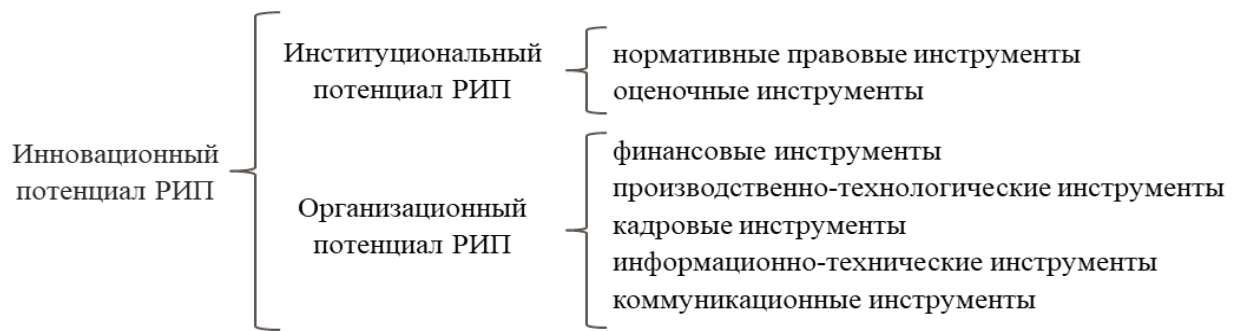 Инновационный
потенциал РИП
Институциональный
потенциал РИП
нормативные правовые инструменты
оценочные инструменты
Организационный
потенциал РИП
финансовые инструменты
производственно-технологические инструменты
кадровые инструменты
информационно-технические инструменты
коммуникационные инструменты